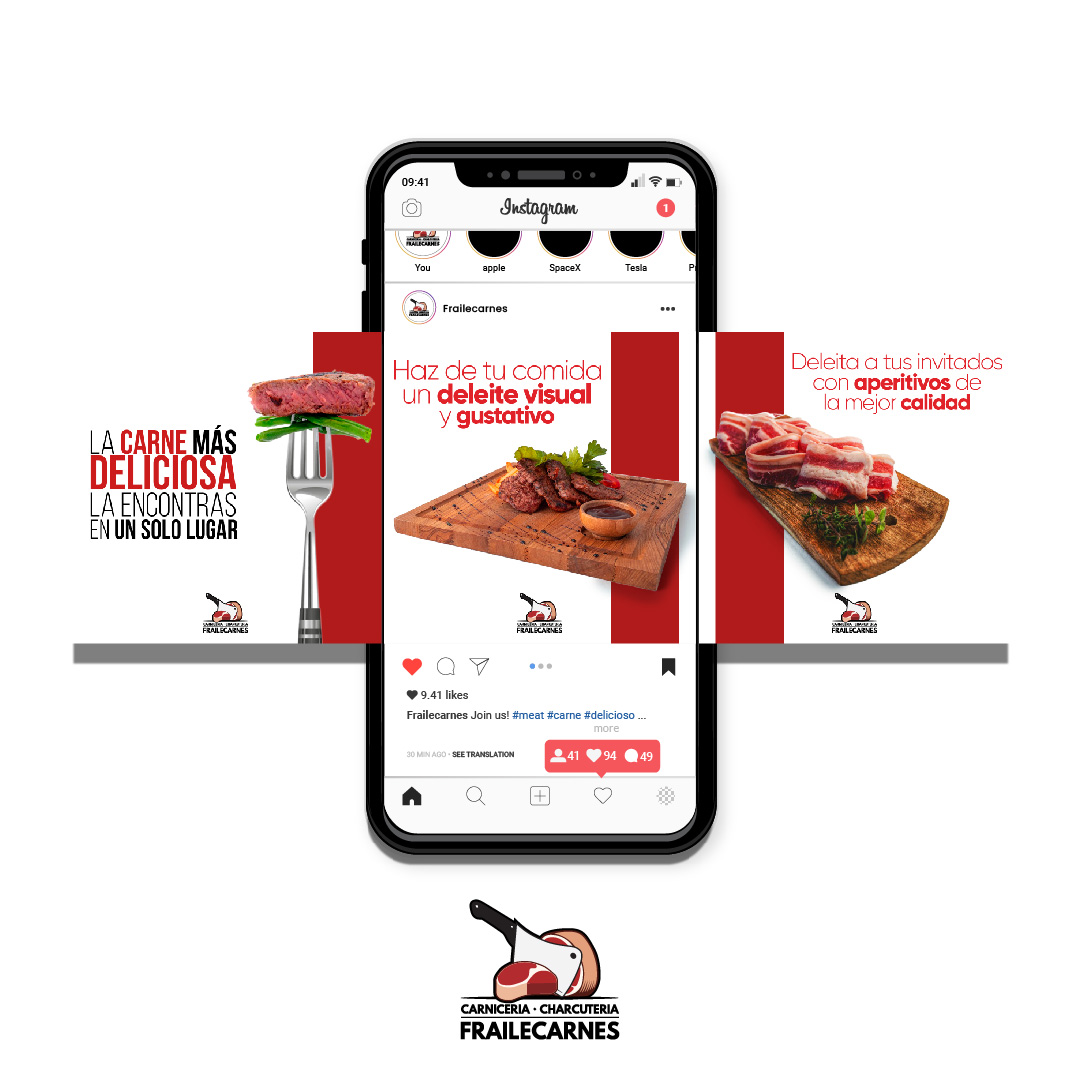 09:41
Instagram
1
CARNICERIA · CHARCUTERIA
FRAILECARNES
You
apple
SpaceX
Tesla
Frailecarnes
LA CARNE MÁS
DELICIOSA
LA ENCONTRAS
EN UN SOLO LUGAR
CARNICERIA · CHARCUTERIA
FRAILECARNES
Haz de tu comida
un deleite visual
y gustativo
CARNICERIA · CHARCUTERIA
FRAILECARNES
Deleita a tus invitados
con aperitivos de
la mejor calidad
CARNICERIA · CHARCUTERIA
FRAILECARNES
9.41 likes
Frailecarnes Join us! #meat #carne #delicioso ...
more
30 MIN AGO · SEE TRANSLATION
41 94 49
CARNICERIA · CHARCUTERIA
FRAILECARNES